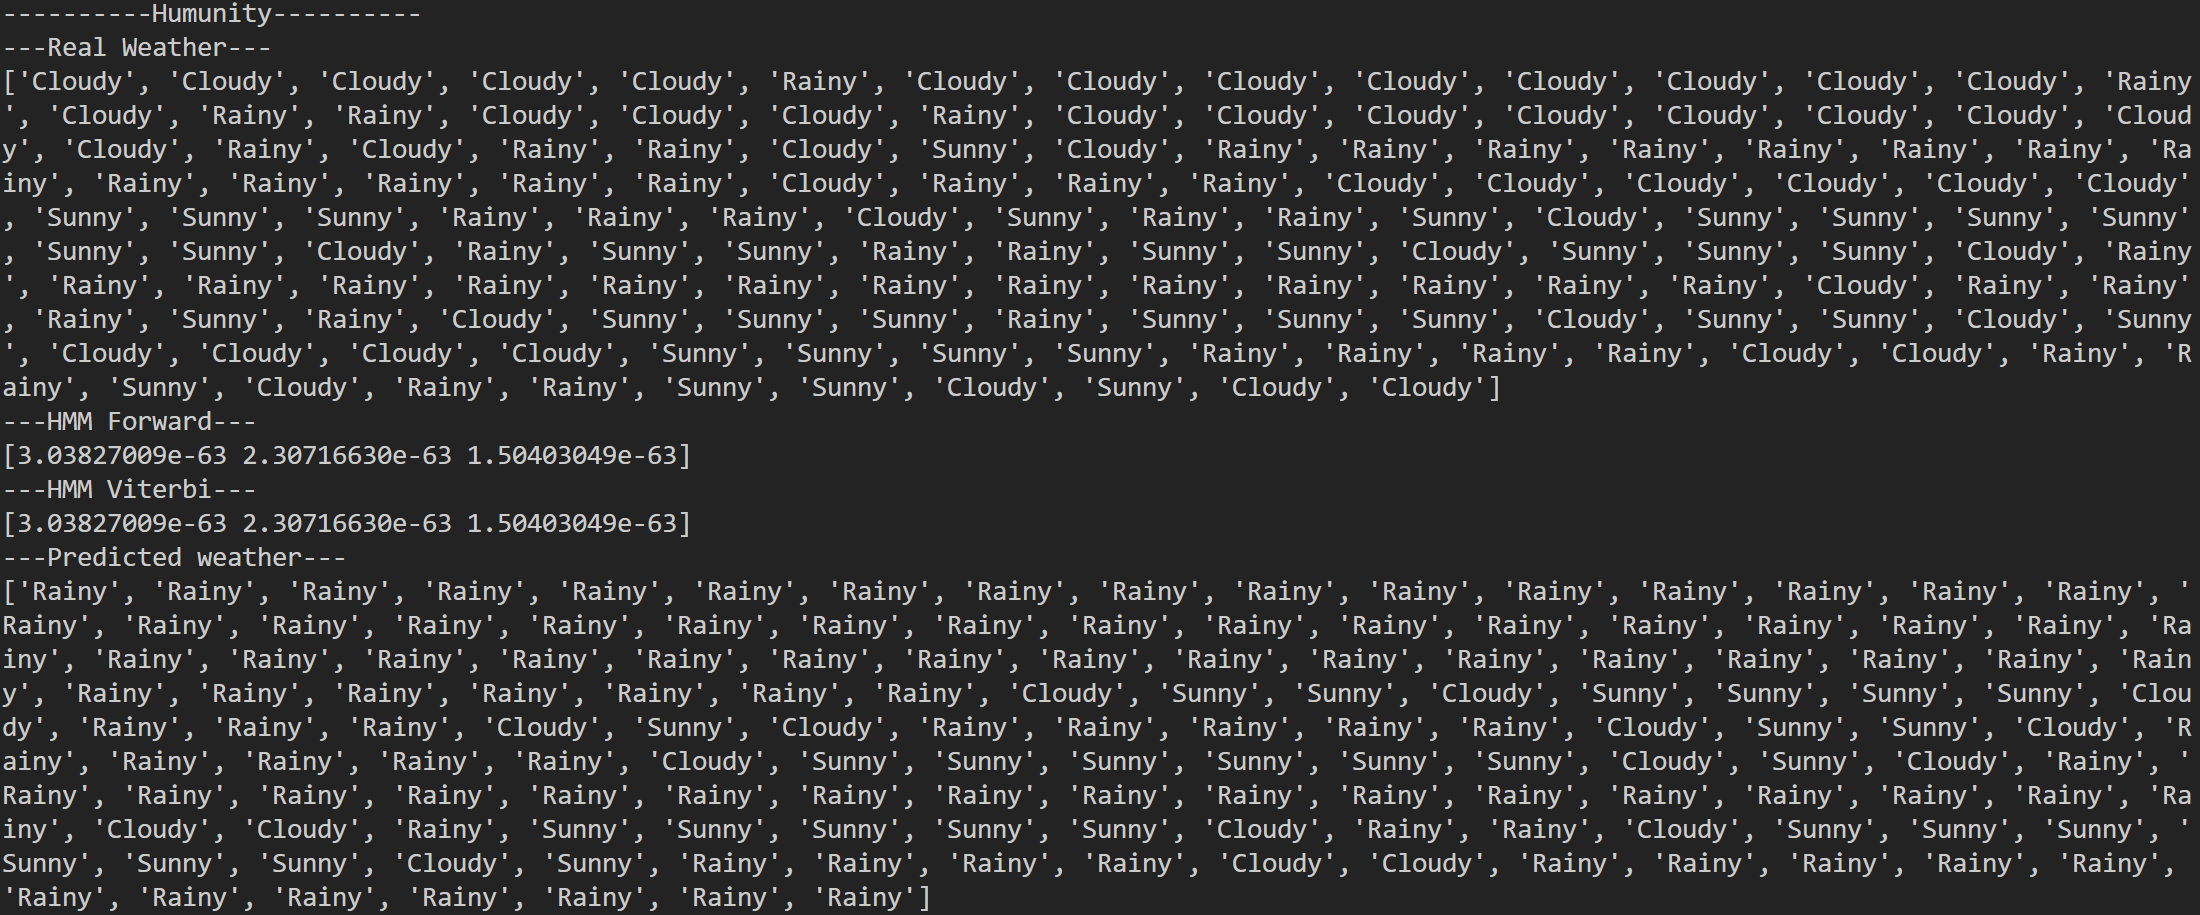 ----------Humunity----------
---Real Weather---
['Cloudy', 'Cloudy', 'Cloudy', 'Cloudy', 'Cloudy', 'Rainy', 'Cloudy', 'Cloudy', 'Cloudy', 'Cloudy', 'Cloudy', 'Cloudy', 'Cloudy', 'Cloudy', 'Rainy
', 'Cloudy', 'Rainy', 'Rainy', 'Cloudy', 'Cloudy', 'Cloudy', 'Rainy', 'Cloudy', 'Cloudy', 'Cloudy', 'Cloudy', 'Cloudy', 'Cloudy', 'Cloudy', 'Cloud
y', 'Cloudy', 'Rainy', 'Cloudy', 'Rainy', 'Rainy', 'Cloudy', 'Sunny', 'Cloudy', 'Rainy', 'Rainy', 'Rainy', 'Rainy', 'Rainy', 'Rainy', 'Rainy', 'Ra
iny', 'Rainy', 'Rainy', 'Rainy', 'Rainy', 'Rainy', 'Cloudy', 'Rainy', 'Rainy', 'Rainy', 'Cloudy', 'Cloudy', 'Cloudy', 'Cloudy', 'Cloudy', 'Cloudy'
, 'Sunny', 'Sunny', 'Sunny', 'Rainy', 'Rainy', 'Rainy', 'Cloudy', 'Sunny', 'Rainy', 'Rainy', 'Sunny', 'Cloudy', 'Sunny', 'Sunny', 'Sunny', 'Sunny'
, 'Sunny', 'Sunny', 'Cloudy', 'Rainy', 'Sunny', 'Sunny', 'Rainy', 'Rainy', 'Sunny', 'Sunny', 'Cloudy', 'Sunny', 'Sunny', 'Sunny', 'Cloudy', 'Rainy
', 'Rainy', 'Rainy', 'Rainy', 'Rainy', 'Rainy', 'Rainy', 'Rainy', 'Rainy', 'Rainy', 'Rainy', 'Rainy', 'Rainy', 'Rainy', 'Cloudy', 'Rainy', 'Rainy'
, 'Rainy', 'Sunny', 'Rainy', 'Cloudy', 'Sunny', 'Sunny', 'Sunny', 'Rainy', 'Sunny', 'Sunny', 'Sunny', 'Cloudy', 'Sunny', 'Sunny', 'Cloudy', 'Sunny
', 'Cloudy', 'Cloudy', 'Cloudy', 'Cloudy', 'Sunny', 'Sunny', 'Sunny', 'Sunny', 'Rainy', 'Rainy', 'Rainy', 'Rainy', 'Cloudy', 'Cloudy', 'Rainy', 'R
ainy', 'Sunny', 'Cloudy', 'Rainy', 'Rainy', 'Sunny', 'Sunny', 'Cloudy', 'Sunny', 'Cloudy', 'Cloudy']
---HMM Forward---
[3.03827009e-63 2.30716630e-63 1.50403049e-63]
---HMM Viterbi---
[3.03827009e-63 2.30716630e-63 1.50403049e-63]
---Predicted weather---
['Rainy', 'Rainy', 'Rainy', 'Rainy', 'Rainy', 'Rainy', 'Rainy', 'Rainy', 'Rainy', 'Rainy', 'Rainy', 'Rainy', 'Rainy', 'Rainy', 'Rainy', 'Rainy', '
Rainy', 'Rainy', 'Rainy', 'Rainy', 'Rainy', 'Rainy', 'Rainy', 'Rainy', 'Rainy', 'Rainy', 'Rainy', 'Rainy', 'Rainy', 'Rainy', 'Rainy', 'Rainy', 'Ra
iny', 'Rainy', 'Rainy', 'Rainy', 'Rainy', 'Rainy', 'Rainy', 'Rainy', 'Rainy', 'Rainy', 'Rainy', 'Rainy', 'Rainy', 'Rainy', 'Rainy', 'Rainy', 'Rain
y', 'Rainy', 'Rainy', 'Rainy', 'Rainy', 'Rainy', 'Rainy', 'Rainy', 'Cloudy', 'Sunny', 'Sunny', 'Cloudy', 'Sunny', 'Sunny', 'Sunny', 'Sunny', 'Clou
dy', 'Rainy', 'Rainy', 'Rainy', 'Cloudy', 'Sunny', 'Cloudy', 'Rainy', 'Rainy', 'Rainy', 'Rainy', 'Rainy', 'Cloudy', 'Sunny', 'Sunny', 'Cloudy', 'R
ainy', 'Rainy', 'Rainy', 'Rainy', 'Rainy', 'Cloudy', 'Sunny', 'Sunny', 'Sunny', 'Sunny', 'Sunny', 'Sunny', 'Cloudy', 'Sunny', 'Cloudy', 'Rainy', '
Rainy', 'Rainy', 'Rainy', 'Rainy', 'Rainy', 'Rainy', 'Rainy', 'Rainy', 'Rainy', 'Rainy', 'Rainy', 'Rainy', 'Rainy', 'Rainy', 'Rainy', 'Rainy', 'Ra
iny', 'Cloudy', 'Cloudy', 'Rainy', 'Sunny', 'Sunny', 'Sunny', 'Sunny', 'Sunny', 'Cloudy', 'Rainy', 'Rainy', 'Cloudy', 'Sunny', 'Sunny', 'Sunny', '
Sunny', 'Sunny', 'Sunny', 'Cloudy', 'Sunny', 'Rainy', 'Rainy', 'Rainy', 'Rainy', 'Cloudy', 'Cloudy', 'Rainy', 'Rainy', 'Rainy', 'Rainy', 'Rainy',
'Rainy', 'Rainy', 'Rainy', 'Rainy', 'Rainy', 'Rainy', 'Rainy']